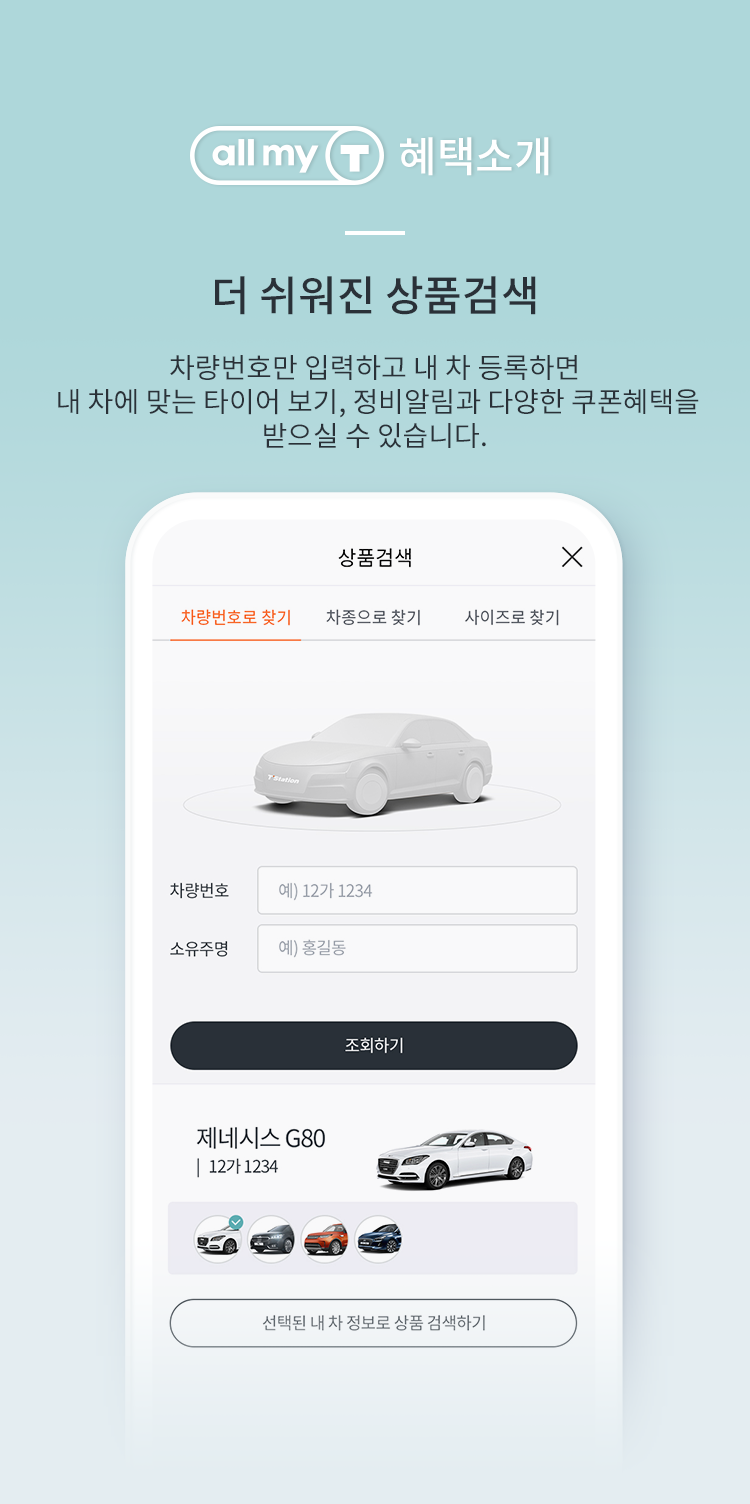 all my T 혜택소개
더 쉬워진 상품검색
차량번호만 입력하고 내 차 등록하면
내 차에 맞는 타이어 보기, 정비알림과 다양한 쿠폰혜택을
받으실 수 있습니다.
상품검색
차량번호로 찾기 차종으로 찾기 사이즈로 찾기
T Station
차량번호 예) 12가 1234
소유주명 예) 홍길동
조회하기
제네시스 G80
| 12가 1234
선택된 내 차 정보로 상품 검색하기